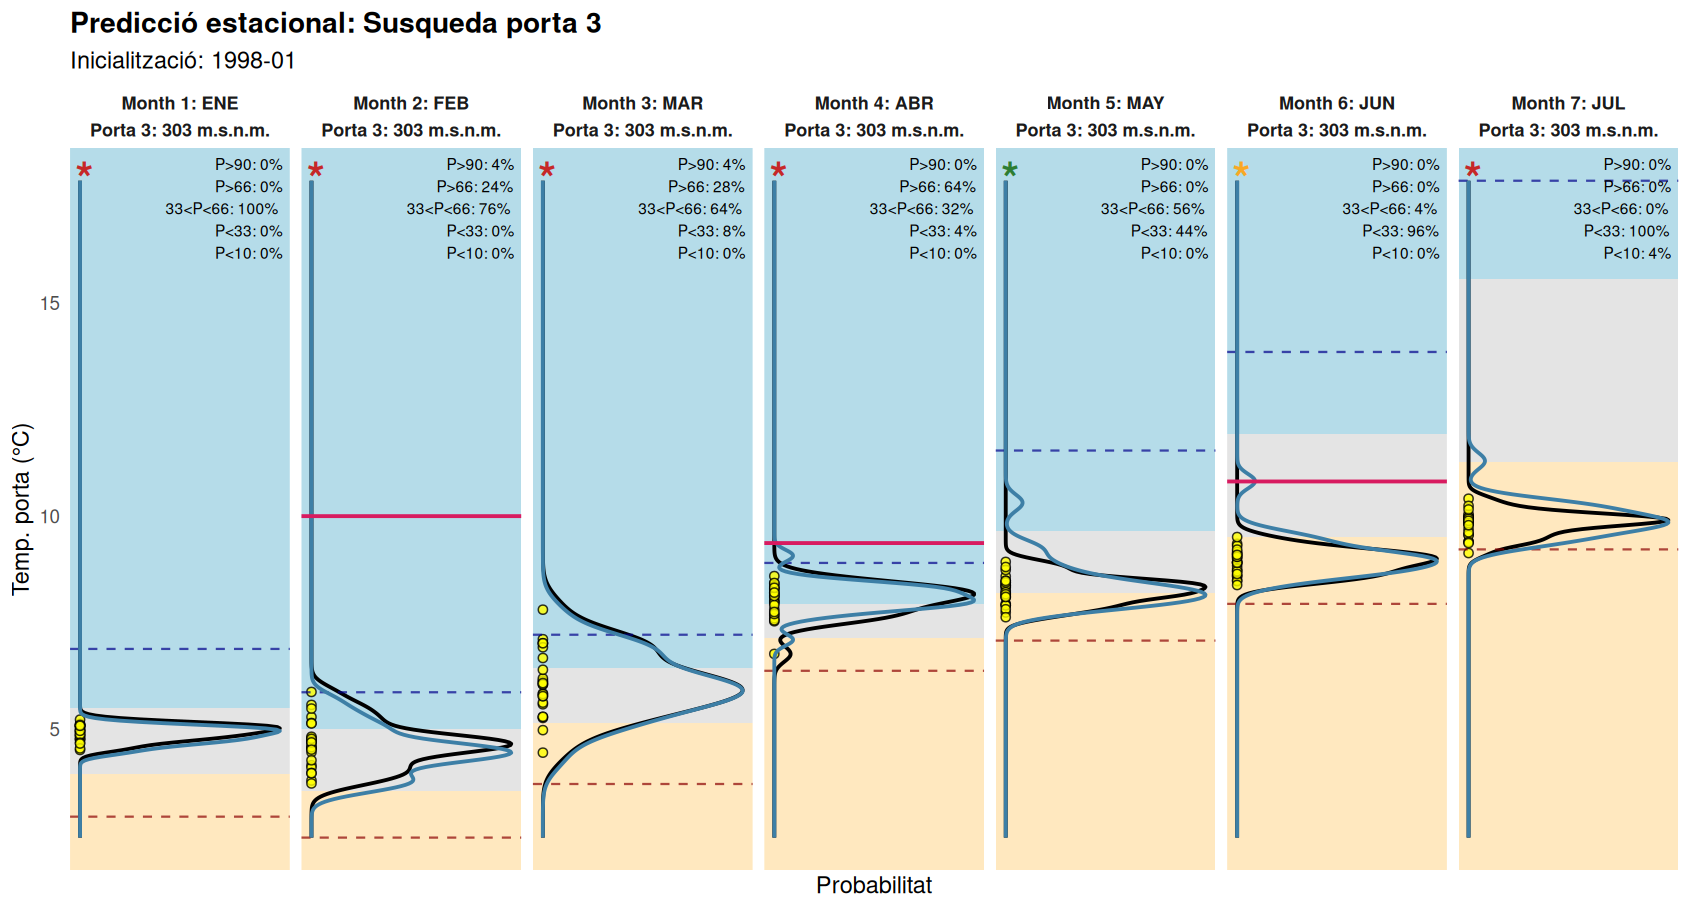 Predicció estacional: Susqueda porta 3
Inicialització: 1998-01
Month 1: ENE
Porta 3: 303 m.s.n.m.
Month 2: FEB
Porta 3: 303 m.s.n.m.
Month 3: MAR
Porta 3: 303 m.s.n.m.
Month 4: ABR
Porta 3: 303 m.s.n.m.
Month 5: MAY
Porta 3: 303 m.s.n.m.
Month 6: JUN
Porta 3: 303 m.s.n.m.
Month 7: JUL
Porta 3: 303 m.s.n.m.
*
P>90: 0%
P>66: 0%
33<P<66: 100%
P<33: 0%
P<10: 0%
*
P>90: 4%
P>66: 24%
33<P<66: 76%
P<33: 0%
P<10: 0%
*
P>90: 4%
P>66: 28%
33<P<66: 64%
P<33: 8%
P<10: 0%
*
P>90: 0%
P>66: 64%
33<P<66: 32%
P<33: 4%
P<10: 0%
*
P>90: 0%
P>66: 0%
33<P<66: 56%
P<33: 44%
P<10: 0%
*
P>90: 0%
P>66: 0%
33<P<66: 4%
P<33: 96%
P<10: 0%
*
P>90: 0%
P>66: 0%
33<P<66: 0%
P<33: 100%
P<10: 4%
15
10
5
Temp. porta (°C)
Probabilitat